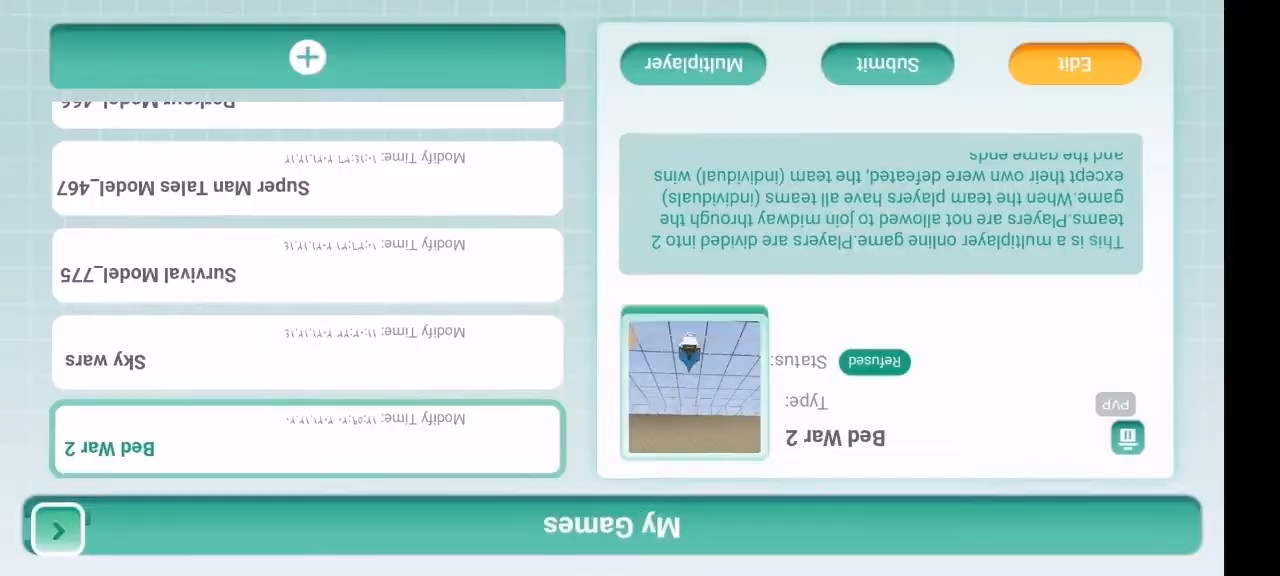 My Games
Bed War 2
PVP
Type:
Status:
Refused
This is a multiplayer online game.Players are divided into 2
teams.Players are not allowed to join midway through the
game.When the team players have all teams (individuals)
except their own were defeated, the team (individual) wins
and the game ends
Edit
Submit
Multiplayer
Bed War 2
Modify Time:
Sky wars
Modify Time:
Survival Model_775
Modify Time:
Super Man Tales Model_467
Modify Time:
Parkour Model_466